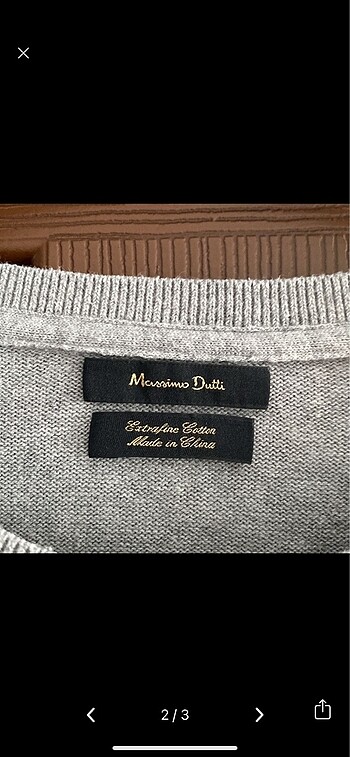 Massimo Dutti
Extrafine Cotton
Made in China
2/3